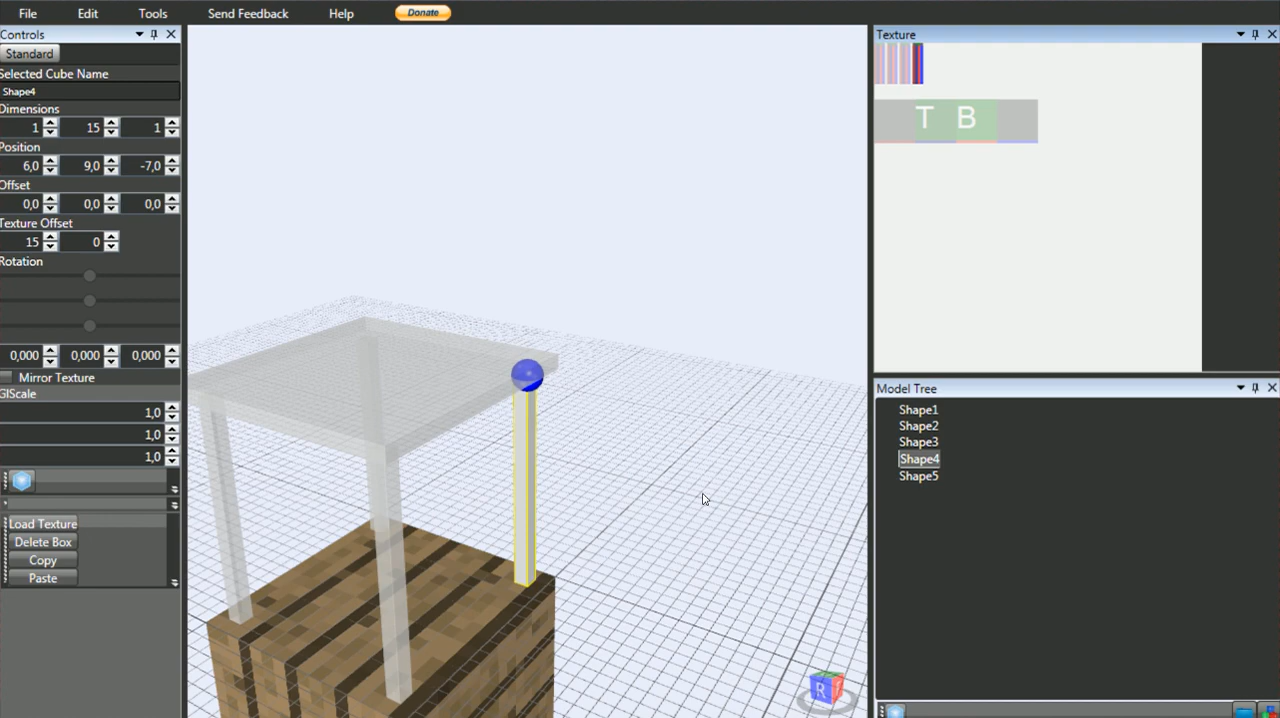 File Edit Tools Send Feedback Help Donate
Controls
Standard
Selected Cube Name
Shape4
Dimensions
1 15 1
Position
6,0 9,0 -7,0
Offset
0,0 0,0 0,0
Texture Offset
15 0
Rotation
0,000 0,000 0,000
Mirror Texture
GlScale
1,0
1,0
1,0
Load Texture
Delete Box
Copy
Paste
R
Texture
T B
Model Tree
Shape1
Shape2
Shape3
Shape4
Shape5